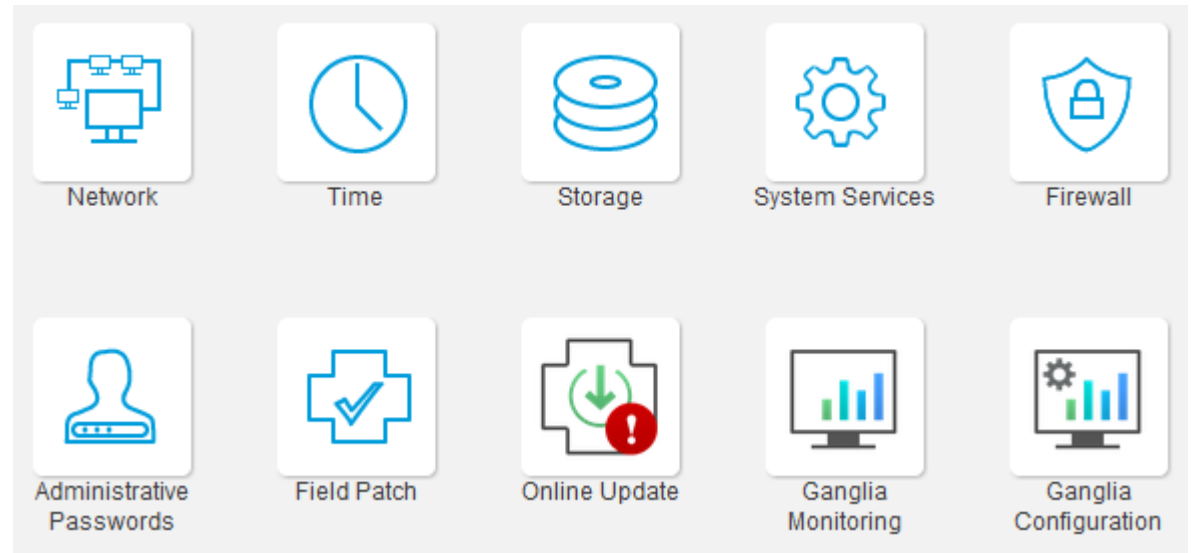 Network
Time
Storage
System Services
Firewall
Administrative
Passwords
Field Patch
Online Update
Ganglia
Monitoring
Ganglia
Configuration